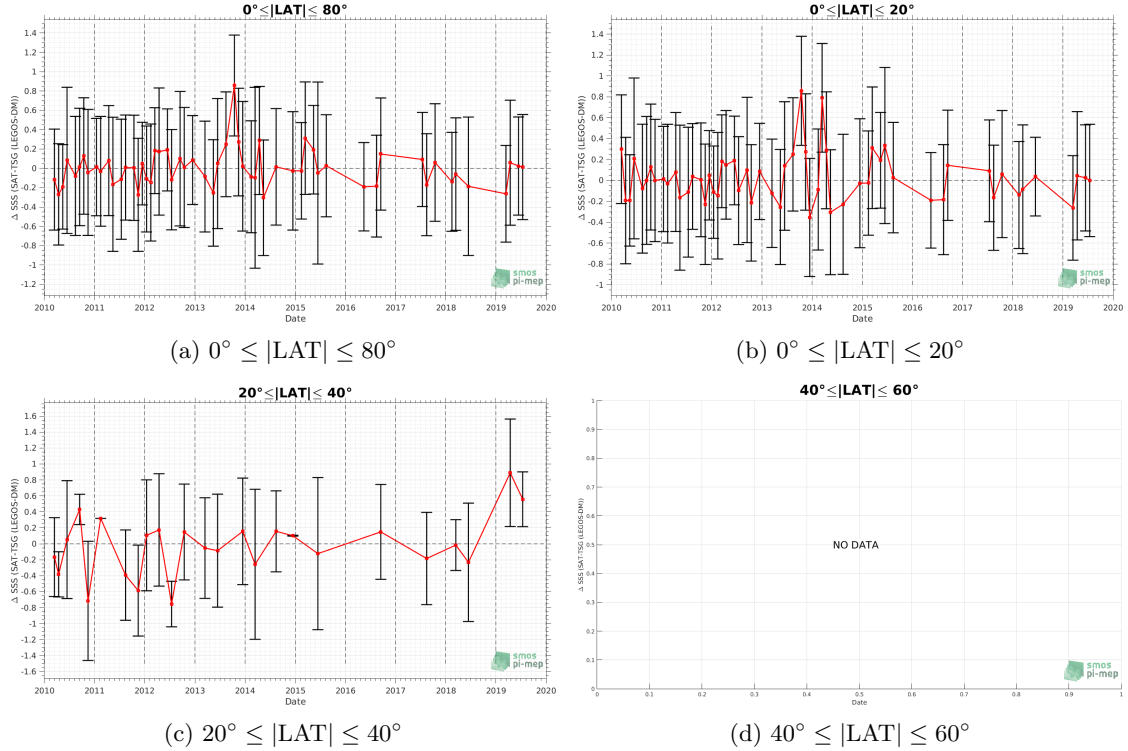 0°≤|LAT|≤ 80°
Δ SSS (SAT-TSG (LEGOS-DM))
1.4
1.2
1
0.8
0.6
0.4
0.2
0
-0.2
-0.4
-0.6
-0.8
-1
-1.2
2010 2011 2012 2013 2014 2015 2016 2017 2018 2019 2020
Date
smos
pi-mep
(a) 0° ≤ |LAT| ≤ 80°
0°≤|LAT|≤ 20°
Δ SSS (SAT-TSG (LEGOS-DM))
1.4
1.2
1
0.8
0.6
0.4
0.2
0
-0.2
-0.4
-0.6
-0.8
-1
2010 2011 2012 2013 2014 2015 2016 2017 2018 2019 2020
Date
smos
pi-mep
(b) 0° ≤ |LAT| ≤ 20°
20°≤|LAT|≤ 40°
Δ SSS (SAT-TSG (LEGOS-DM))
1.6
1.4
1.2
1
0.8
0.6
0.4
0.2
0
-0.2
-0.4
-0.6
-0.8
-1
-1.2
-1.4
-1.6
2010 2011 2012 2013 2014 2015 2016 2017 2018 2019 2020
Date
smos
pi-mep
(c) 20° ≤ |LAT| ≤ 40°
40°≤|LAT|≤ 60°
Δ SSS (SAT-TSG (LEGOS-DM))
1
0.9
0.8
0.7
0.6
0.5
0.4
0.3
0.2
0.1
0
NO DATA
0 0.1 0.2 0.3 0.4 0.5 0.6 0.7 0.8 0.9 1
Date
smos
pi-mep
(d) 40° ≤ |LAT| ≤ 60°